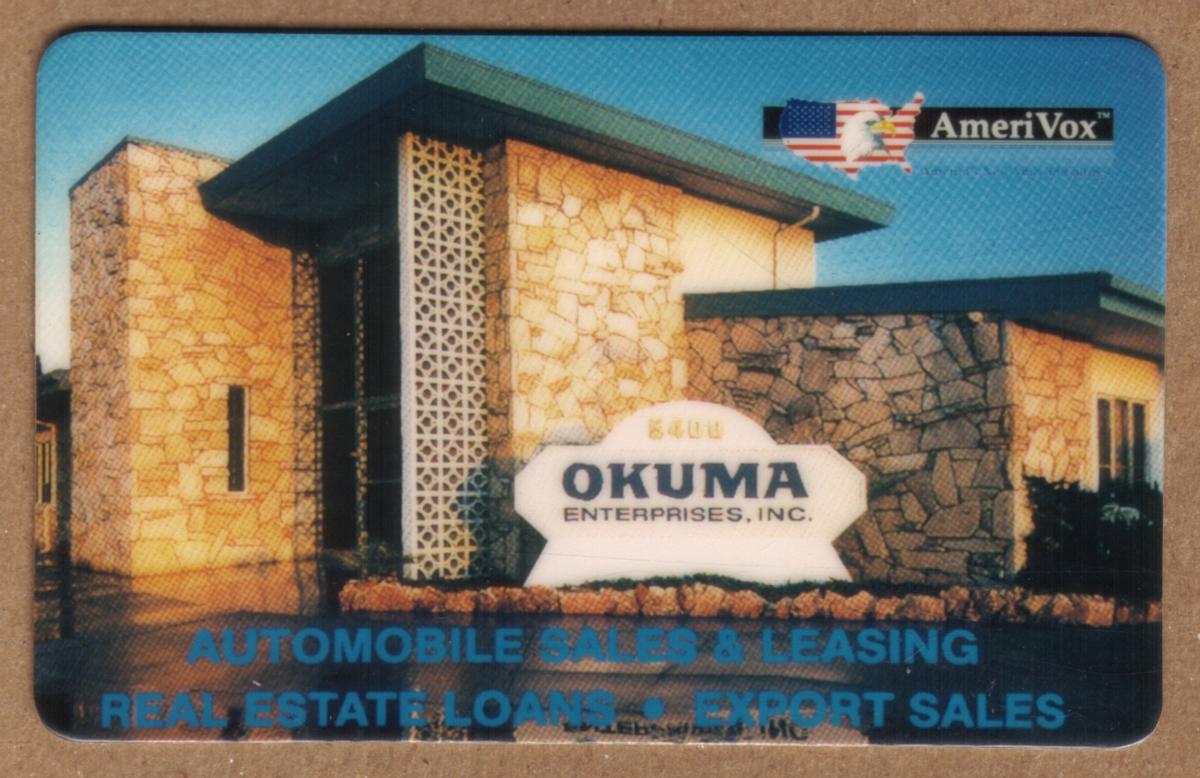 AmeriVox™
5400
OKUMA
ENTERPRISES, INC.
AUTOMOBILE SALES & LEASING
REAL ESTATE LOANS • EXPORT SALES